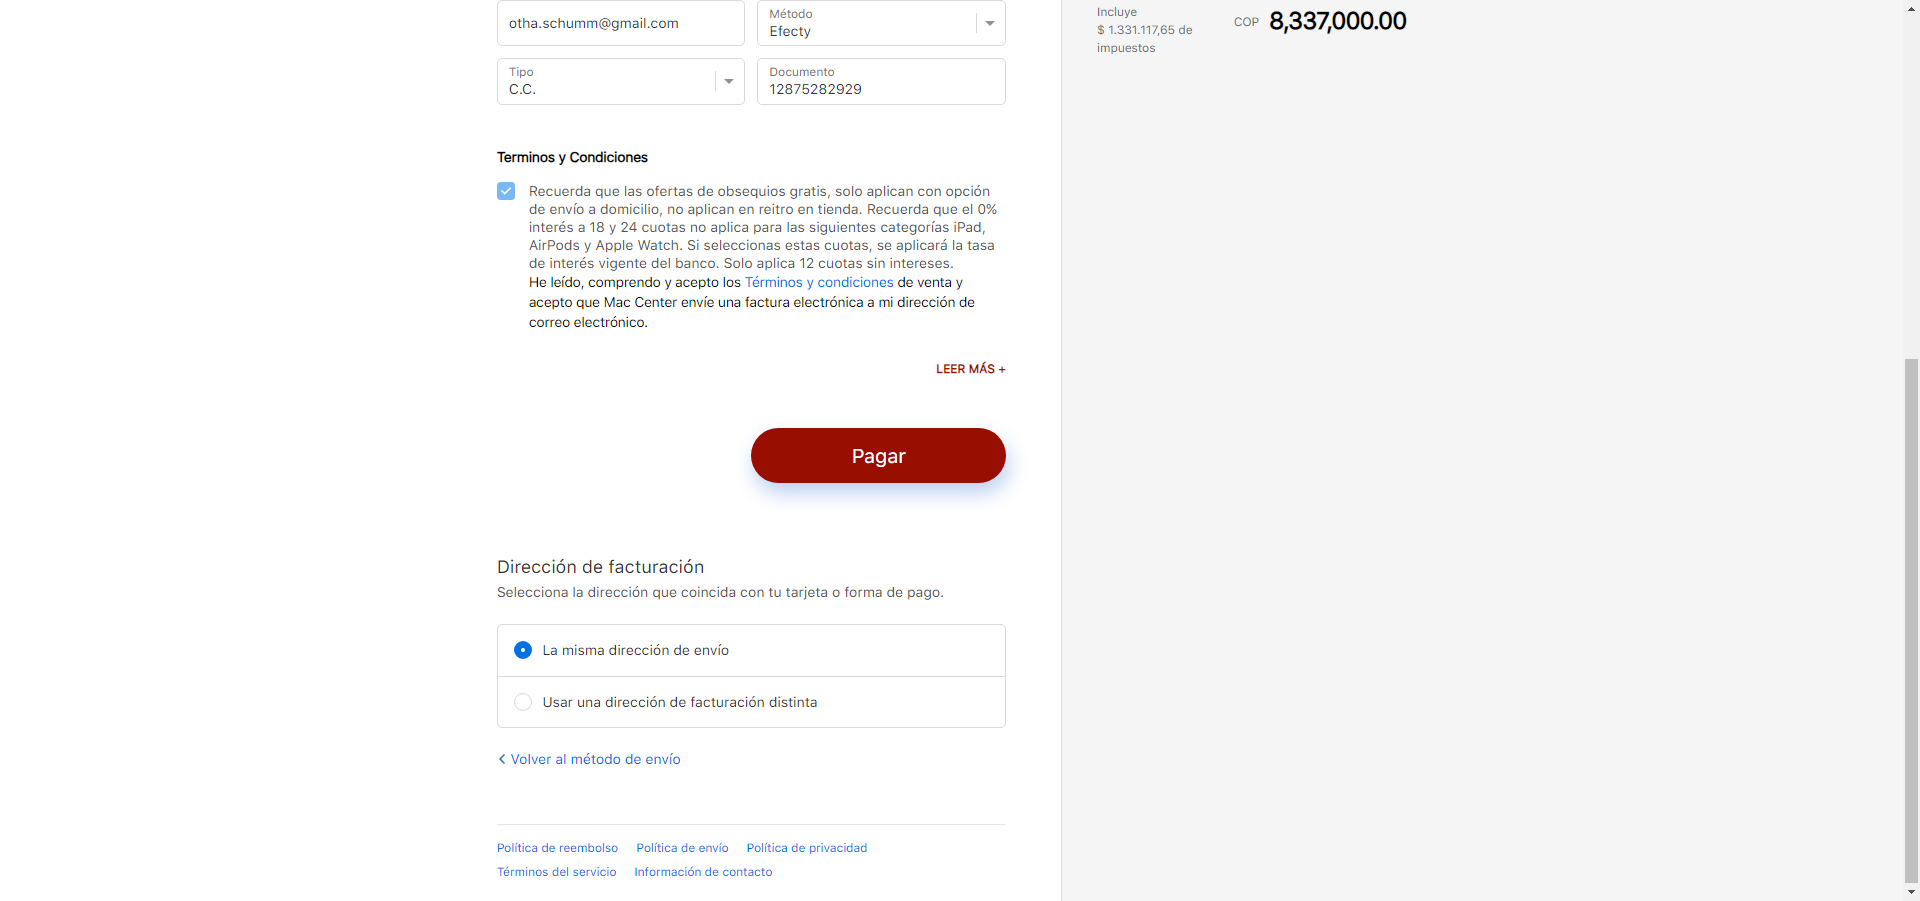 otha.schumm@gmail.com
Método
Efecty
Tipo
C.C.
Documento
12875282929
Terminos y Condiciones
Recuerda que las ofertas de obsequios gratis, solo aplican con opción
de envío a domicilio, no aplican en reitro en tienda. Recuerda que el 0%
interés a 18 y 24 cuotas no aplica para las siguientes categorías iPad,
AirPods y Apple Watch. Si seleccionas estas cuotas, se aplicará la tasa
de interés vigente del banco. Solo aplica 12 cuotas sin intereses.
He leído, comprendo y acepto los Términos y condiciones de venta y
acepto que Mac Center envíe una factura electrónica a mi dirección de
correo electrónico.
LEER MÁS +
Pagar
Dirección de facturación
Selecciona la dirección que coincida con tu tarjeta o forma de pago.
La misma dirección de envío
Usar una dirección de facturación distinta
Volver al método de envío
Política de reembolso Política de envío Política de privacidad
Términos del servicio Información de contacto
Incluye
$ 1.331.117,65 de
impuestos
COP 8,337,000.00